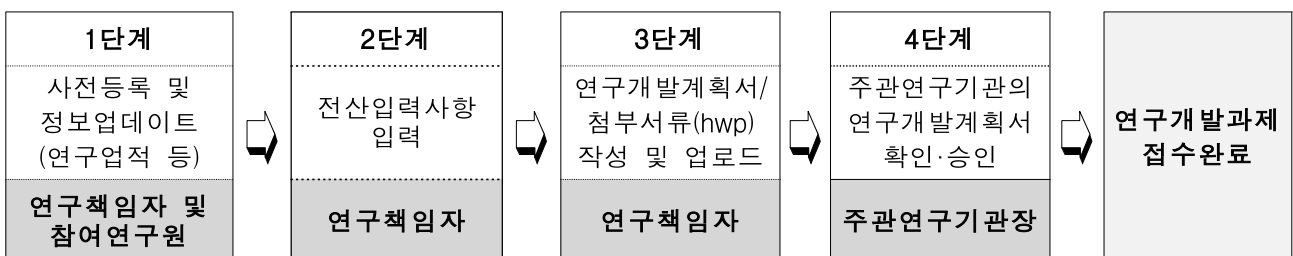 1단계
사전등록 및
정보업데이트
(연구업적 등)
연구책임자 및
참여연구원
2단계
전산입력사항
입력
연구책임자
3단계
연구개발계획서/
첨부서류(hwp)
작성 및 업로드
연구책임자
4단계
주관연구기관의
연구개발계획서
확인·승인
주관연구기관장
연구개발과제
접수완료